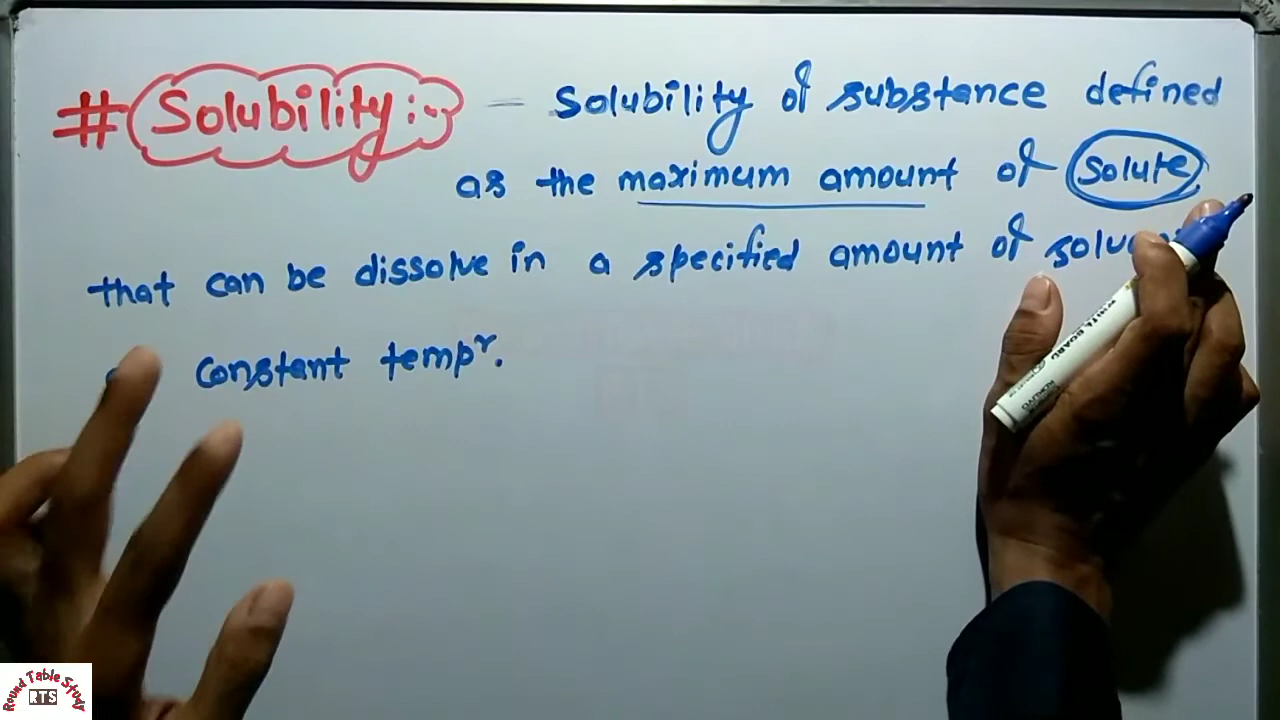 # Solubility :- – Solubility of substance defined
as the maximum amount of solute
that can be dissolve in a specified amount of
constant tempr.
Round Table Study
RTS